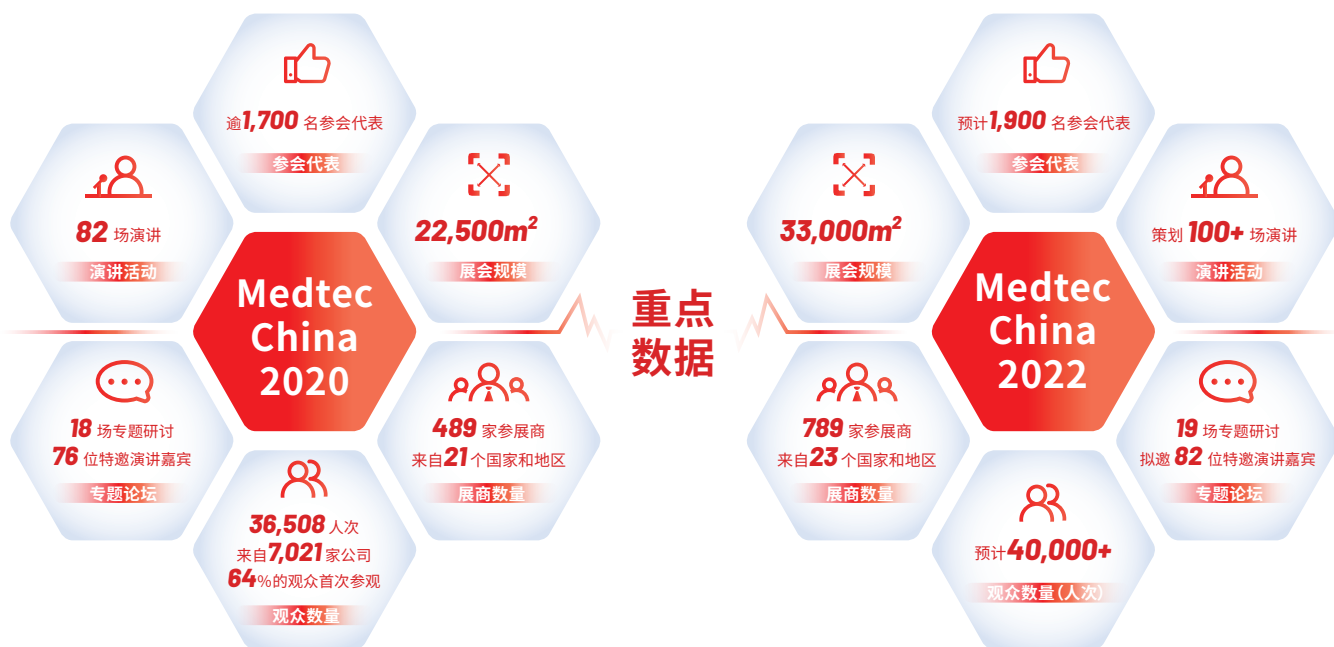 逾1,700 名参会代表
参会代表
82 场演讲
演讲活动
22,500m²
展会规模
Medtec
China
2020
18 场专题研讨
76 位特邀演讲嘉宾
专题论坛
489 家参展商
来自21个国家和地区
展商数量
36,508 人次
来自7,021家公司
64%的观众首次参观
观众数量
重点
数据
预计1,900 名参会代表
参会代表
33,000m²
展会规模
策划 100+ 场演讲
演讲活动
Medtec
China
2022
789 家参展商
来自23个国家和地区
展商数量
19 场专题研讨
拟邀 82 位特邀演讲嘉宾
专题论坛
预计40,000+
观众数量(人次)